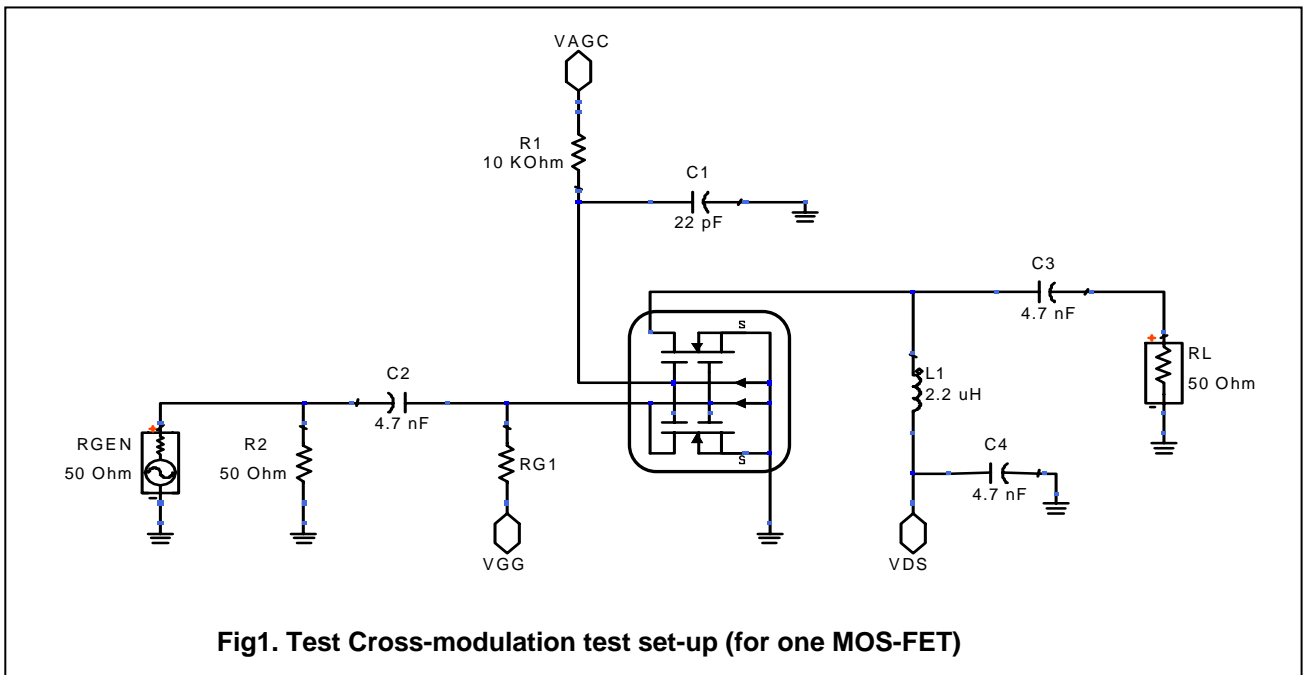 VAGC
R1
10 KOhm
C1
22 pF
C3
4.7 nF
S
RL
50 Ohm
L1
2.2 uH
C2
4.7 nF
RGEN
50 Ohm
R2
50 Ohm
RG1
S
C4
4.7 nF
VGG
VDS
Fig1. Test Cross-modulation test set-up (for one MOS-FET)